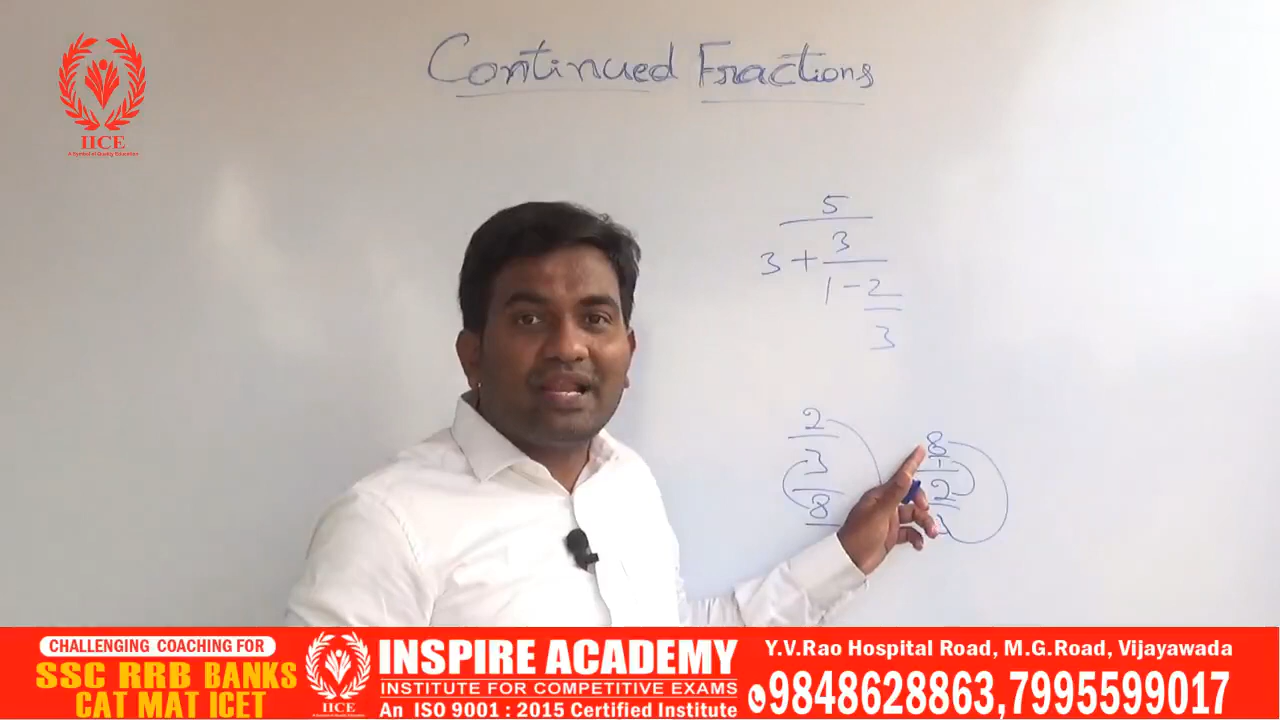 IICE
A Symbol of Quality Education
Continued Fractions
5
3 + 3
1 - 2
3
2
3
8
8
1
2
CHALLENGING COACHING FOR
SSC RRB BANKS
CAT MAT ICET
IICE
INSPIRE ACADEMY
INSTITUTE FOR COMPETITIVE EXAMS
An ISO 9001 : 2015 Certified Institute
Y.V.Rao Hospital Road, M.G.Road, Vijayawada
9848628863,7995599017